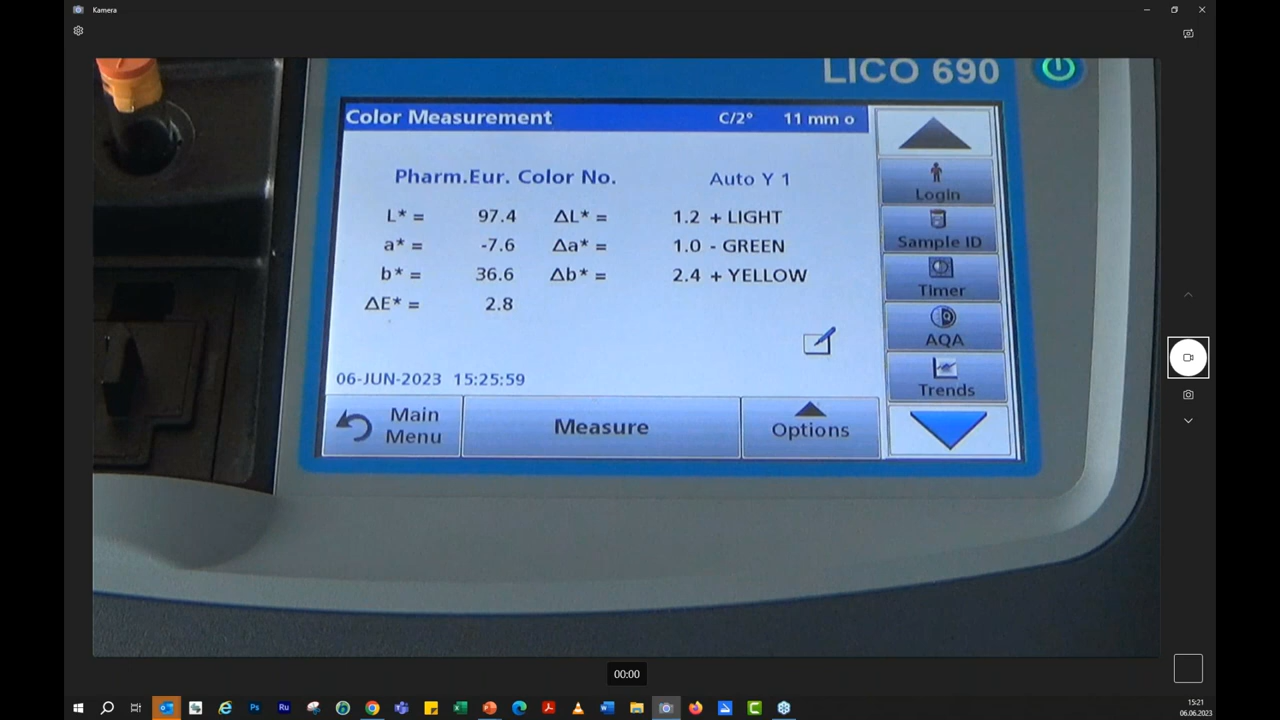 Kamera
LICO 690
Color Measurement C/2° 11 mm o
Pharm.Eur. Color No. Auto Y 1
L* = 97.4 ΔL* = 1.2 + LIGHT
a* = -7.6 Δa* = 1.0 - GREEN
b* = 36.6 Δb* = 2.4 + YELLOW
ΔE* = 2.8
06-JUN-2023 15:25:59
Main
Menu
Measure
Options
Login
Sample ID
Timer
AQA
Trends
00:00
Ps
Ru
15:21
06.06.2023